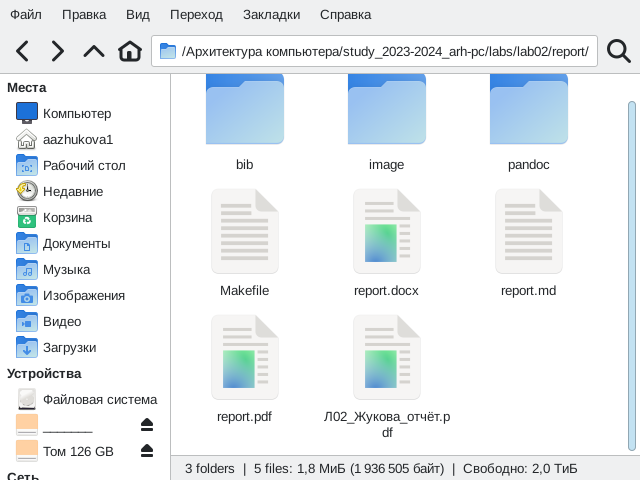 Файл Правка Вид Переход Закладки Справка
/Архитектура компьютера/study_2023-2024_arh-pc/labs/lab02/report/
Места
Компьютер
aazhukova1
Рабочий стол
Недавние
Корзина
Документы
Музыка
Изображения
Видео
Загрузки
Устройства
Файловая система
_______
Том 126 GB
Сеть
bib image pandoc
Makefile report.docx report.md
report.pdf Л02_Жукова_отчёт.p
df
3 folders | 5 files: 1,8 МиБ (1 936 505 байт) | Свободно: 2,0 ТиБ